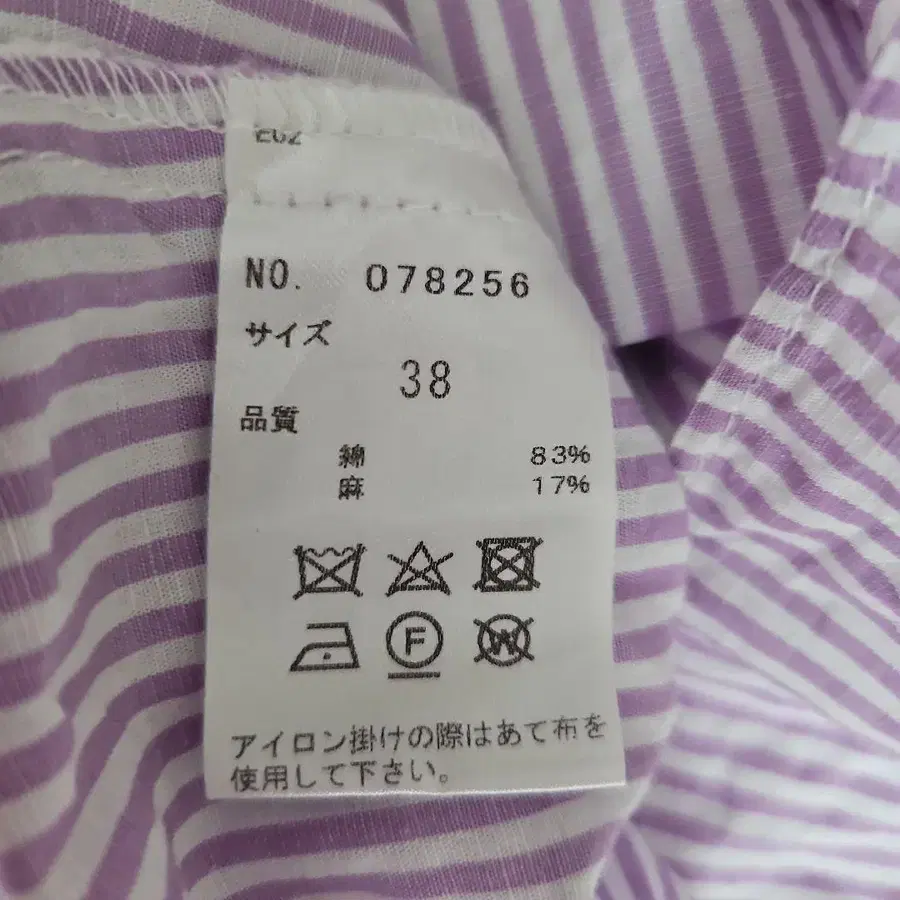 NO. 078256
サイズ
38
品質
綿 83%
麻 17%
F
W
アイロン掛けの際はあて布を
使用して下さい。